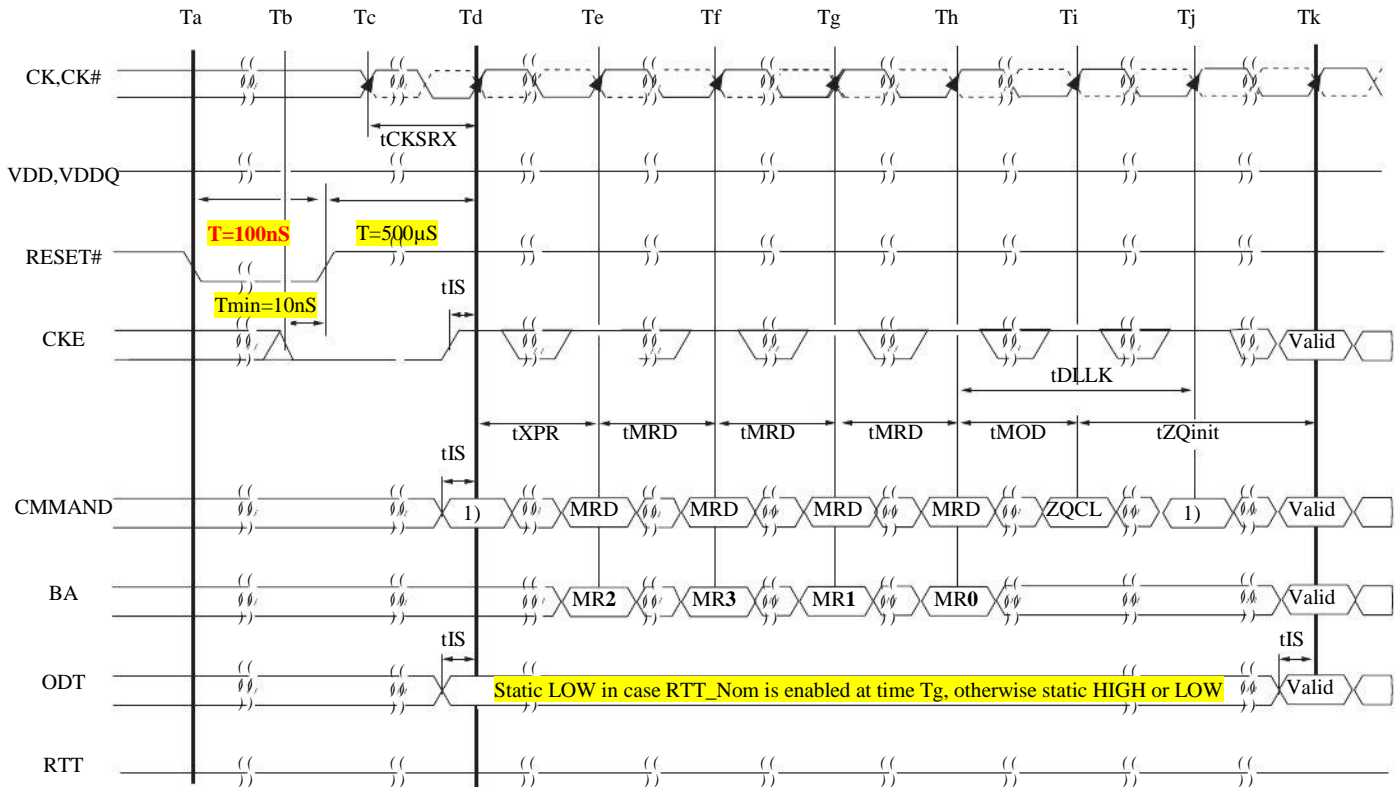 Ta Tb Tc Td Te Tf Tg Th Ti Tj Tk
CK,CK#
tCKSRX
VDD,VDDQ
T=100nS T=500µS
RESET#
Tmin=10nS tIS
CKE Valid
tDLLK
tXPR tMRD tMRD tMRD tMOD tZQinit
tIS
CMMAND 1) MRD MRD MRD MRD ZQCL 1) Valid
BA MR2 MR3 MR1 MR0 Valid
tIS tIS
ODT Static LOW in case RTT_Nom is enabled at time Tg, otherwise static HIGH or LOW Valid
RTT